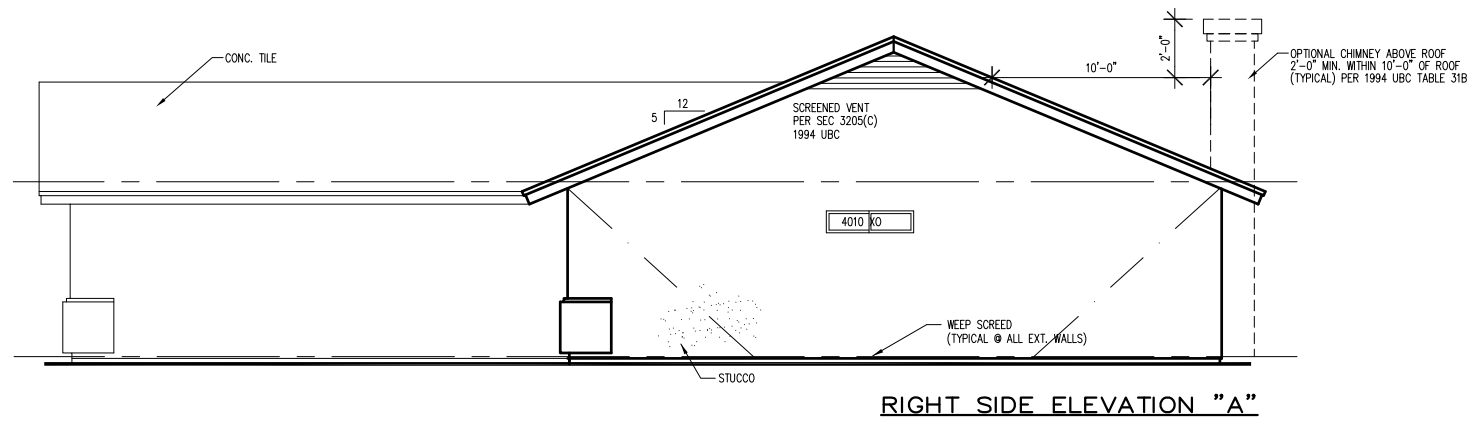 CONC. TILE
12
5
SCREENED VENT
PER SEC 3205(C)
1994 UBC
10'-0"
2'-0"
OPTIONAL CHIMNEY ABOVE ROOF
2'-0" MIN. WITHIN 10'-0" OF ROOF
(TYPICAL) PER 1994 UBC TABLE 31B
4010 XO
WEEP SCREED
(TYPICAL @ ALL EXT. WALLS)
STUCCO
RIGHT SIDE ELEVATION "A"